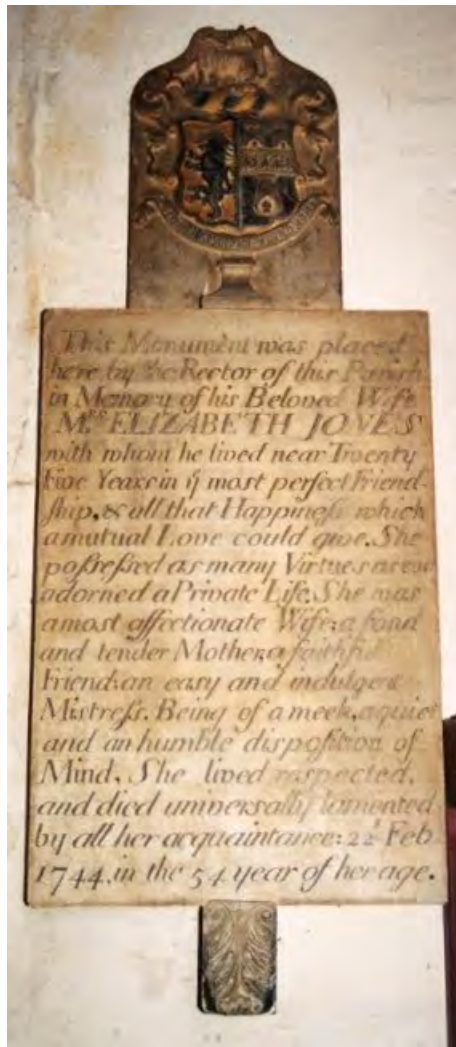 This Monument was placed
here by the Rector of this Parish
in Memory of his Beloved Wife
Mrs ELIZABETH JONES
with whom he lived near Twenty
Five Years in ye most perfect Friend-
ship, & all that Happineſs which
a mutual Love could give. She
poſseſsed as many Virtues as ever
adorned a Private Life, She was
a most affectionate Wife; a fond
and tender Mother; a faithful
Friend; an easy and indulgent
Mistreſs. Being of a meek, a quiet
and an humble dispoſition of
Mind, She lived respected,
and died universally lamented
by all her acquaintance: 22d Feb
1744, in the 54 year of her age.